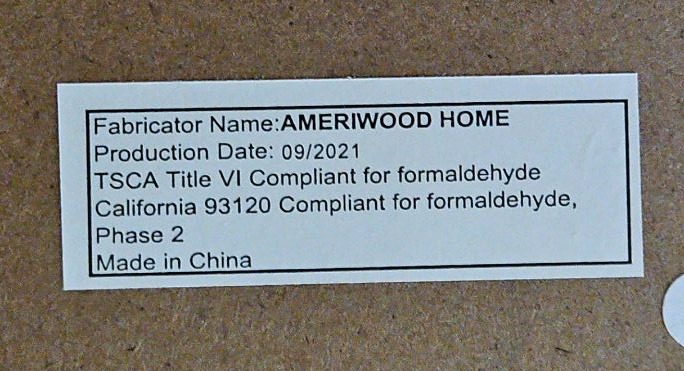 Fabricator Name:AMERIWOOD HOME
Production Date: 09/2021
TSCA Title VI Compliant for formaldehyde
California 93120 Compliant for formaldehyde,
Phase 2
Made in China